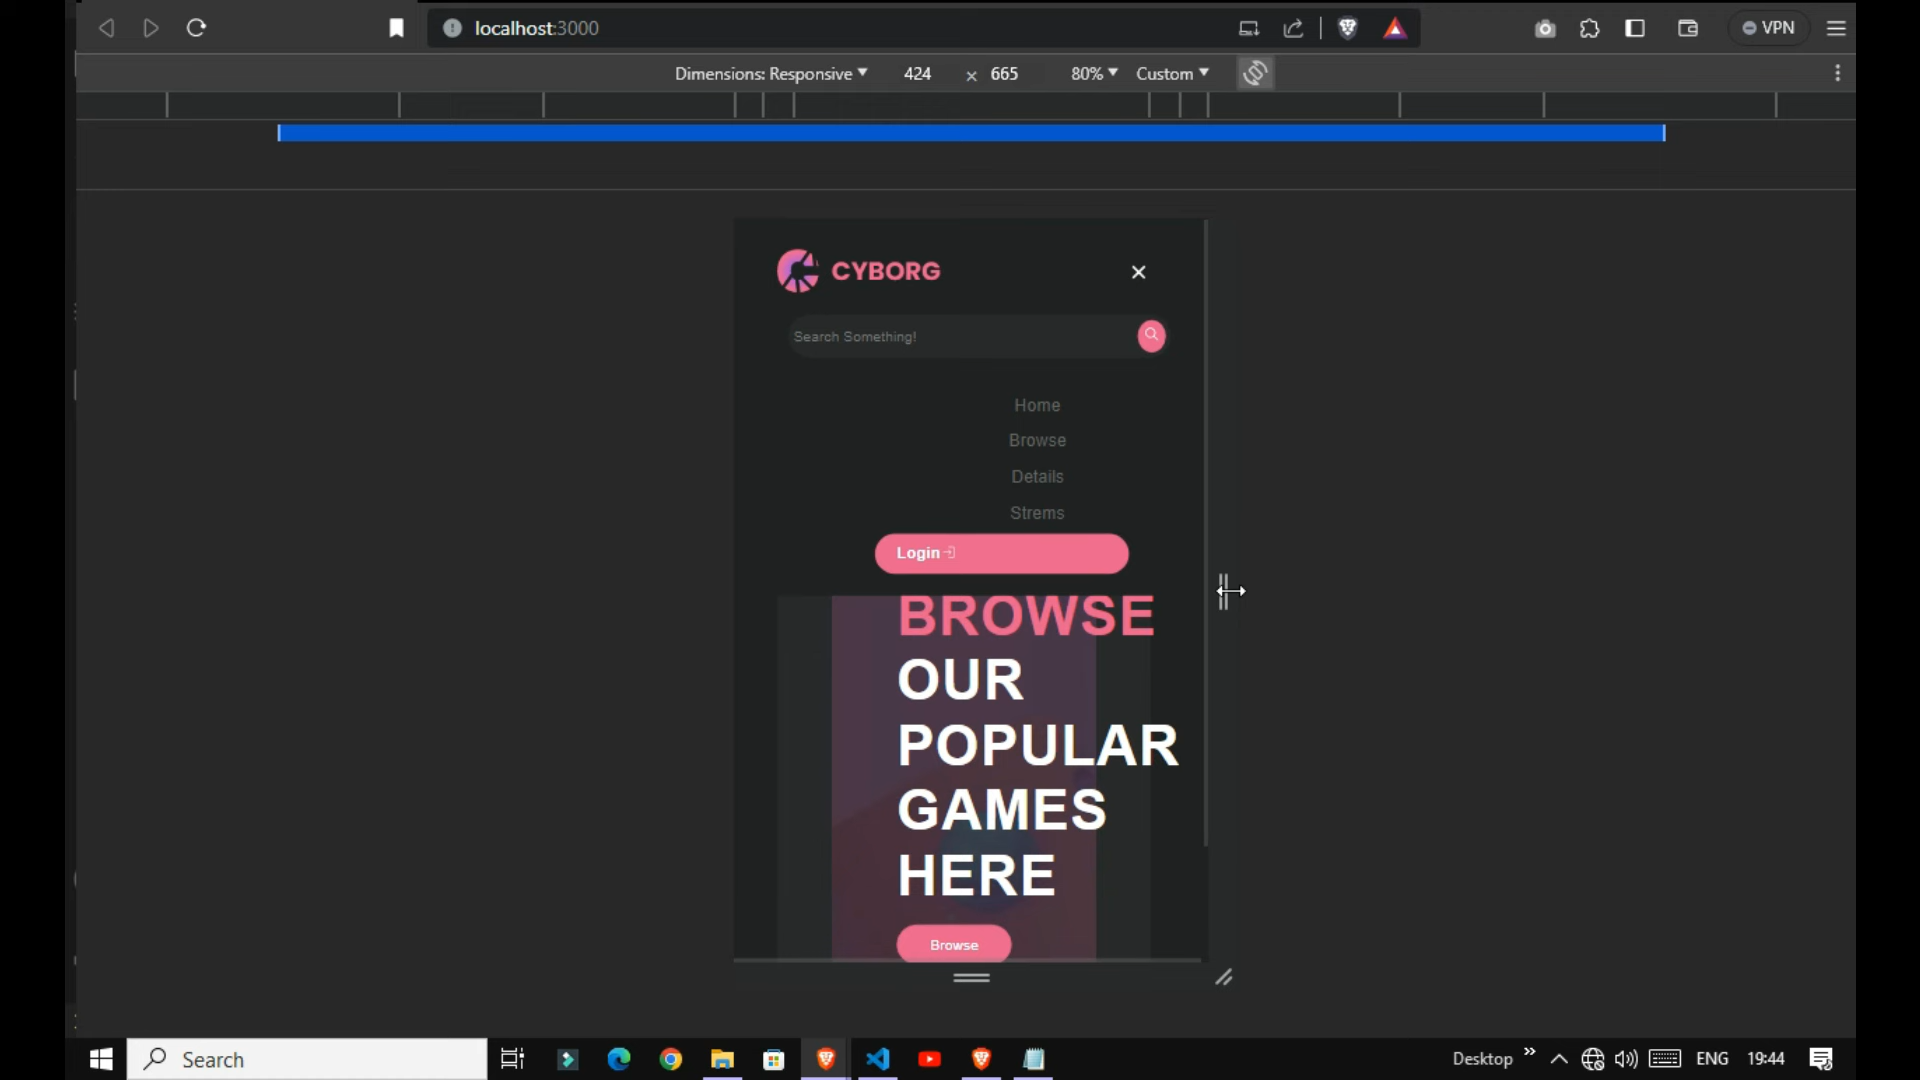 localhost:3000
VPN
Dimensions: Responsive 424 × 665 80% Custom
CYBORG
Search Something!
Home
Browse
Details
Strems
Login
BROWSE
OUR
POPULAR
GAMES
HERE
Browse
Search
Desktop
ENG
19:44